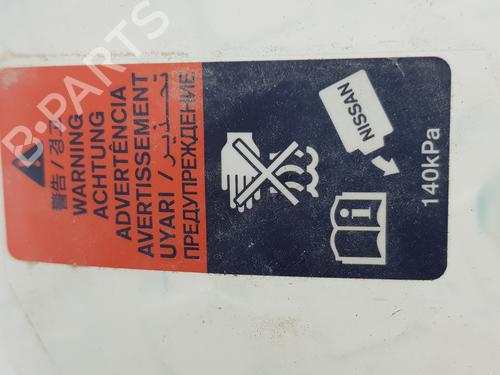 警告 / 경고
WARNING
ACHTUNG
ADVERTÊNCIA
AVERTISSEMENT
UYARI / تحذير
ПРЕДУПРЕЖДЕНИЕ
NISSAN
140kPa
B-PARTS